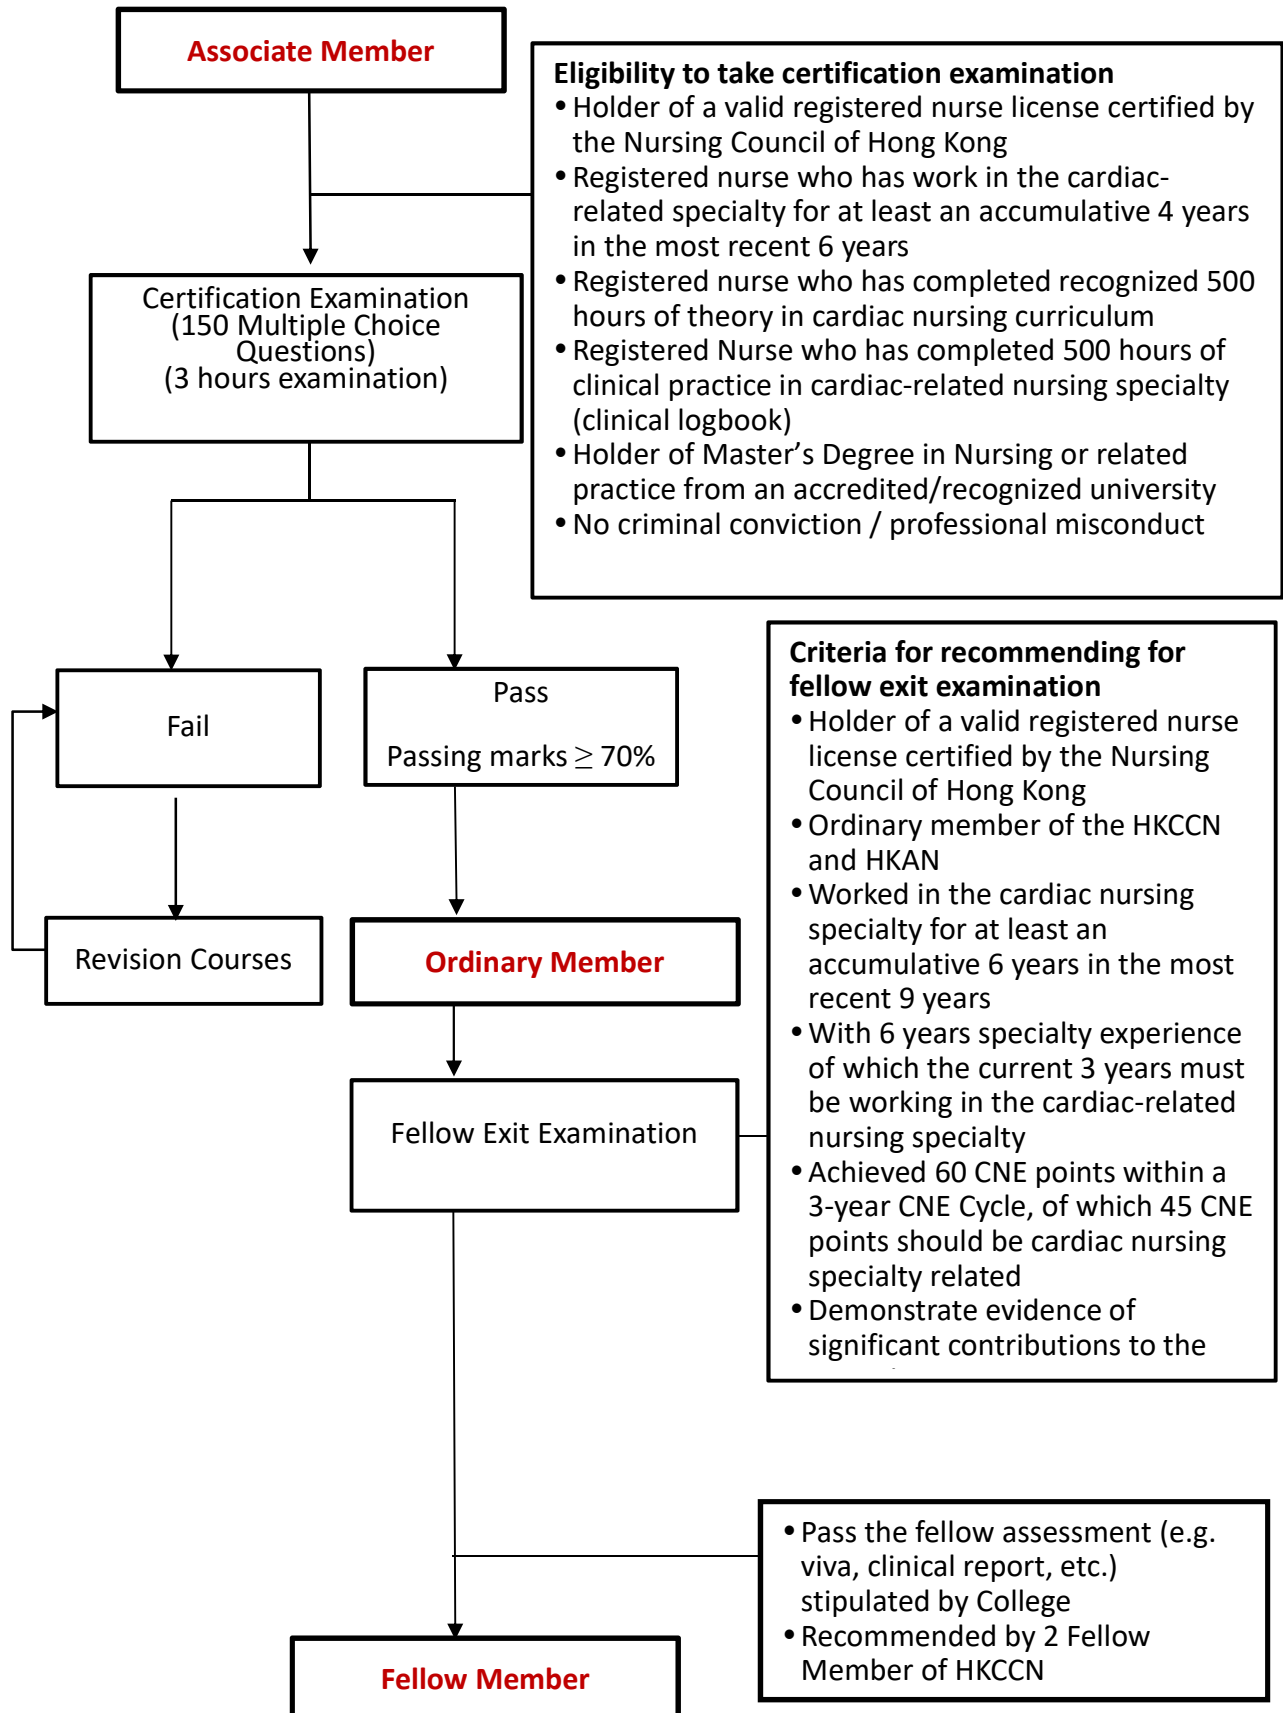 Associate Member
Eligibility to take certification examination
• Holder of a valid registered nurse license certified by
the Nursing Council of Hong Kong
• Registered nurse who has work in the cardiac-
related specialty for at least an accumulative 4 years
in the most recent 6 years
• Registered nurse who has completed recognized 500
hours of theory in cardiac nursing curriculum
• Registered Nurse who has completed 500 hours of
clinical practice in cardiac-related nursing specialty
(clinical logbook)
• Holder of Master’s Degree in Nursing or related
practice from an accredited/recognized university
• No criminal conviction / professional misconduct
Certification Examination
(150 Multiple Choice
Questions)
(3 hours examination)
Fail
Pass
Passing marks ≥ 70%
Revision Courses
Ordinary Member
Fellow Exit Examination
Criteria for recommending for
fellow exit examination
• Holder of a valid registered nurse
license certified by the Nursing
Council of Hong Kong
• Ordinary member of the HKCCN
and HKAN
• Worked in the cardiac nursing
specialty for at least an
accumulative 6 years in the most
recent 9 years
• With 6 years specialty experience
of which the current 3 years must
be working in the cardiac-related
nursing specialty
• Achieved 60 CNE points within a
3-year CNE Cycle, of which 45 CNE
points should be cardiac nursing
specialty related
• Demonstrate evidence of
significant contributions to the
• Pass the fellow assessment (e.g.
viva, clinical report, etc.)
stipulated by College
• Recommended by 2 Fellow
Member of HKCCN
Fellow Member